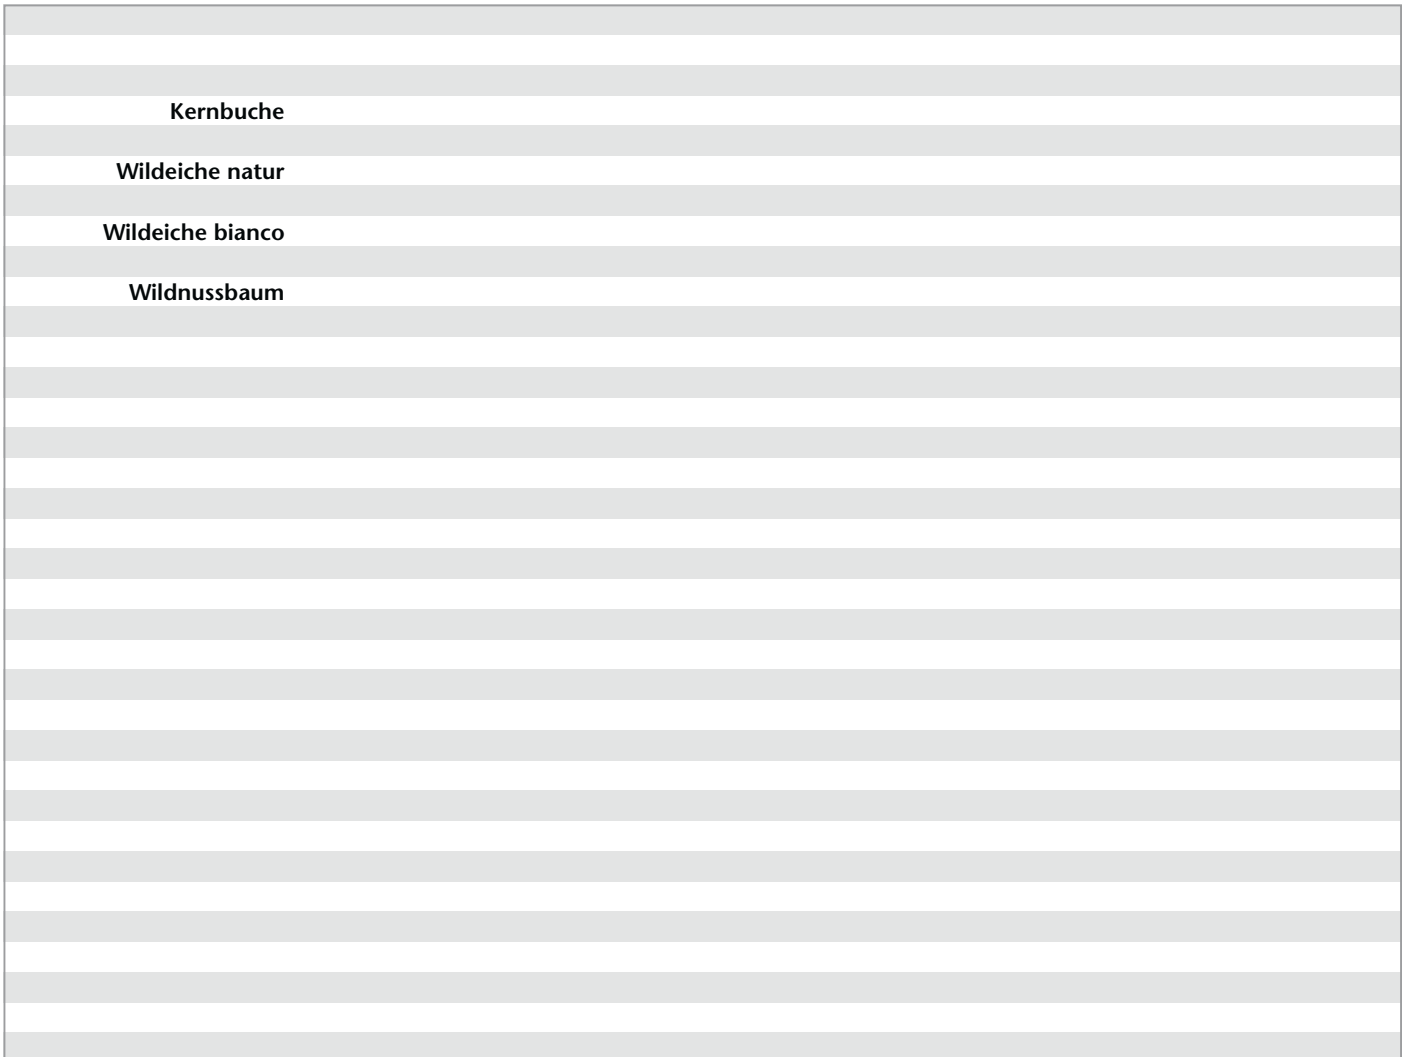 Kernbuche
Wildeiche natur
Wildeiche bianco
Wildnussbaum